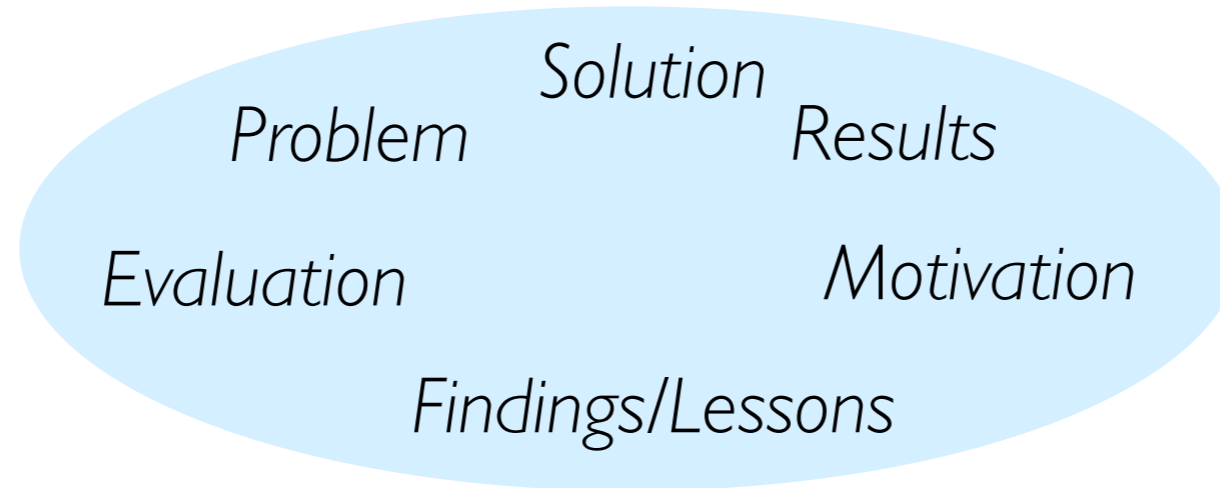 Solution
Problem
Results
Evaluation
Motivation
Findings/Lessons